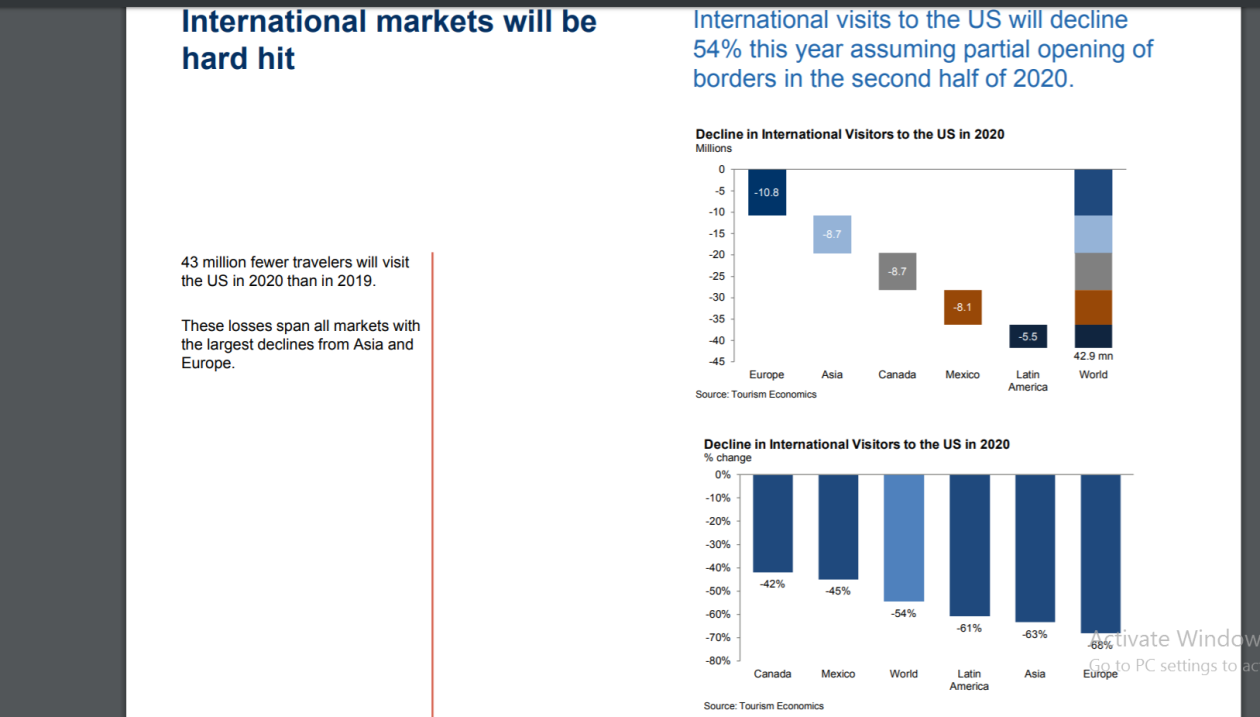 International markets will be
hard hit
43 million fewer travelers will visit
the US in 2020 than in 2019.
These losses span all markets with
the largest declines from Asia and
Europe.
International visits to the US will decline
54% this year assuming partial opening of
borders in the second half of 2020.
Decline in International Visitors to the US in 2020
Millions
0
-5
-10
-15
-20
-25
-30
-35
-40
-45
-10.8
-8.7
-8.7
-8.1
-5.5
42.9 mn
Europe Asia Canada Mexico Latin America World
Source: Tourism Economics
Decline in International Visitors to the US in 2020
% change
0%
-10%
-20%
-30%
-40%
-50%
-60%
-70%
-80%
-42%
-45%
-54%
-61%
-63%
-68%
Canada Mexico World Latin America Asia Europe
Source: Tourism Economics
Activate Window
Go to PC settings to ac